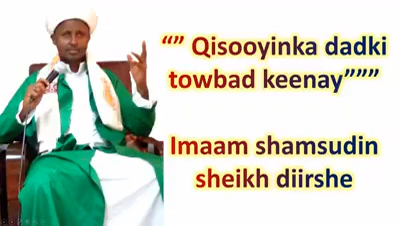 “” Qisooyinka dadki
towbad keenay”””
Imaam shamsudin
sheikh diirshe